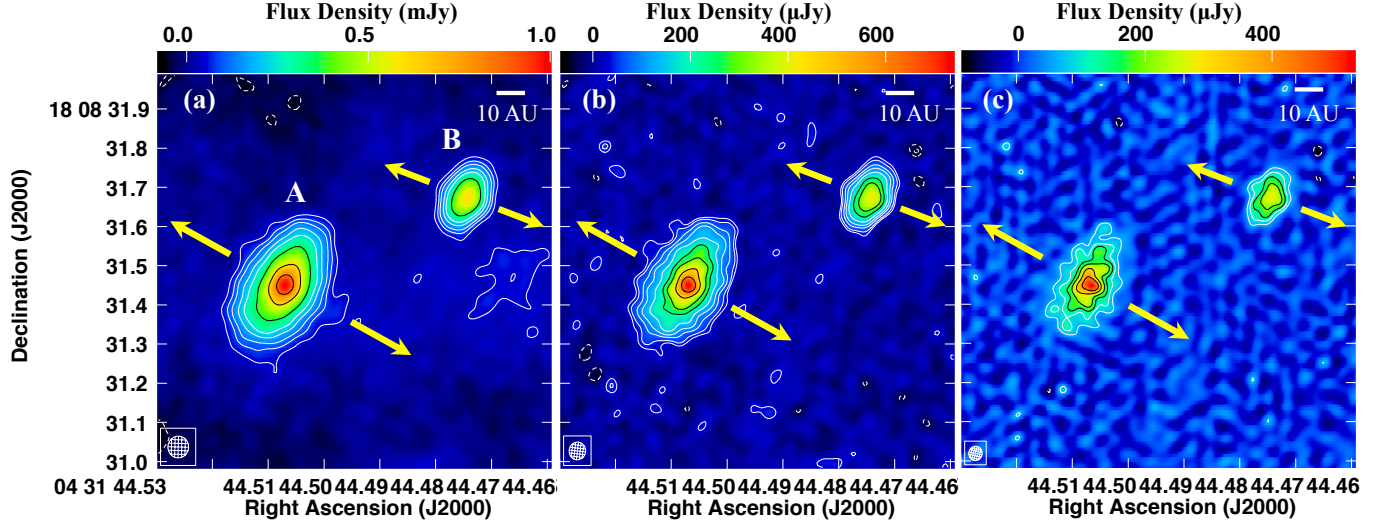 Flux Density (mJy) Flux Density (μJy) Flux Density (μJy)
0.0 0.5 1.0 0 200 400 600 0 200 400
(a) (b) (c)
10 AU 10 AU 10 AU
B
A
18 08 31.9
31.8
31.7
31.6
31.5
31.4
31.3
31.2
31.1
31.0
Declination (J2000)
04 31 44.53 44.51 44.50 44.49 44.48 44.47 44.46 44.51 44.50 44.49 44.48 44.47 44.46 44.51 44.50 44.49 44.48 44.47 44.46
Right Ascension (J2000) Right Ascension (J2000) Right Ascension (J2000)